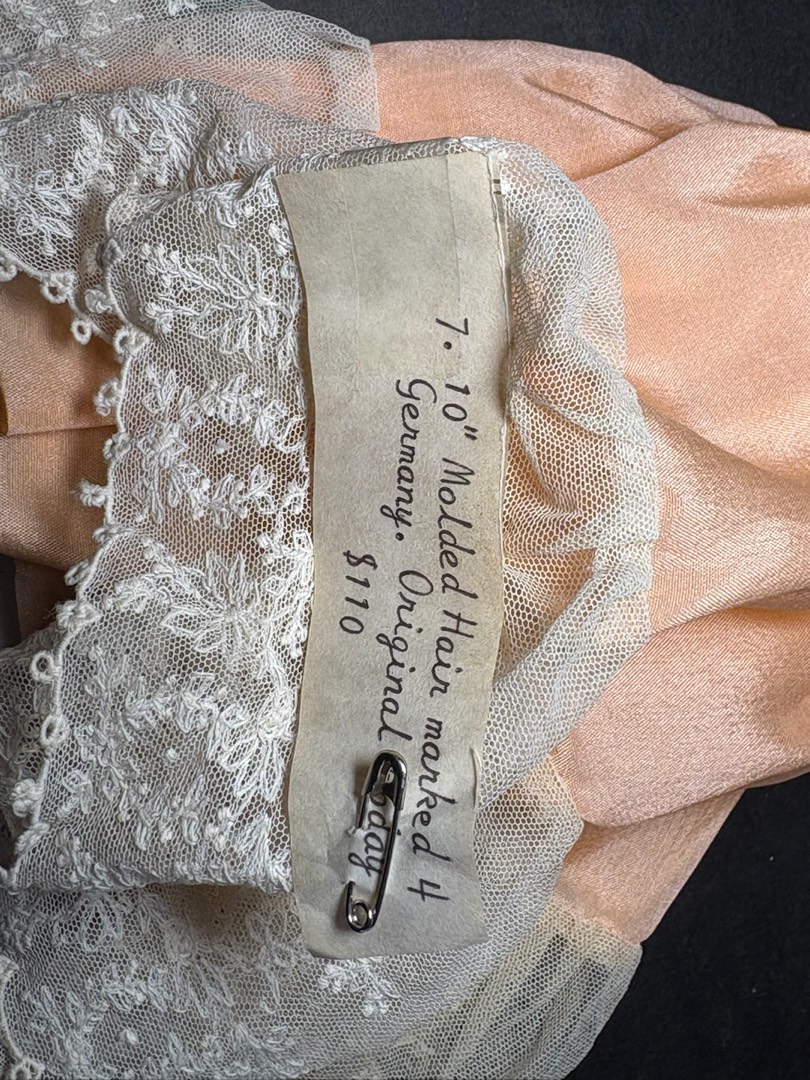 7. 10" Molded Hair marked 4
Germany. Original
$110